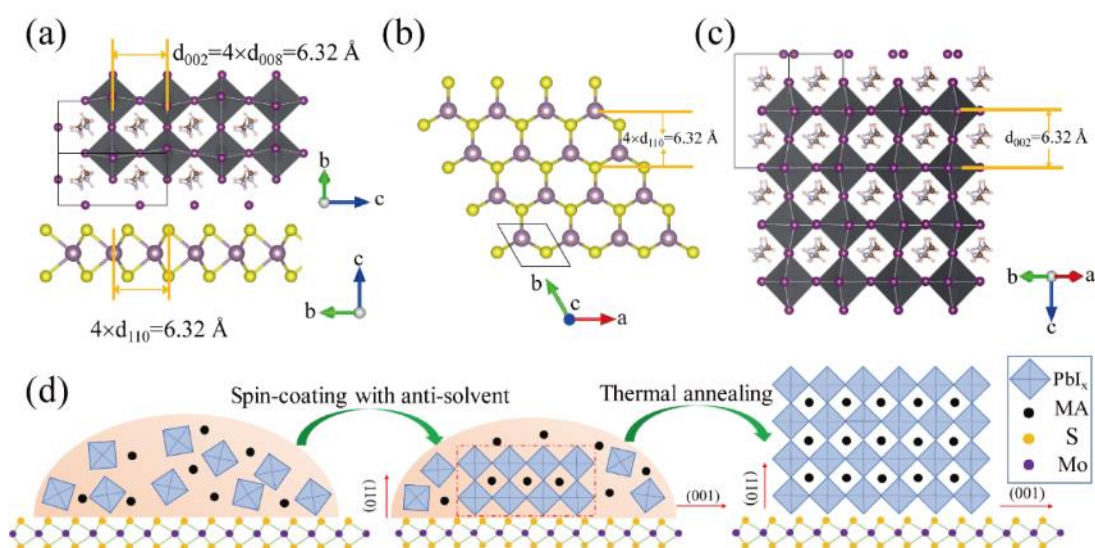 (a)
d₀₀₂=4×d₀₀₈=6.32 Å
b
c
c
b
4×d₁₁₀=6.32 Å
(b)
4×d₁₁₀=6.32 Å
b
c
a
(c)
d₀₀₂=6.32 Å
b
a
c
(d)
Spin-coating with anti-solvent
Thermal annealing
(110)
(001)
(110)
(001)
PbIₓ
MA
S
Mo